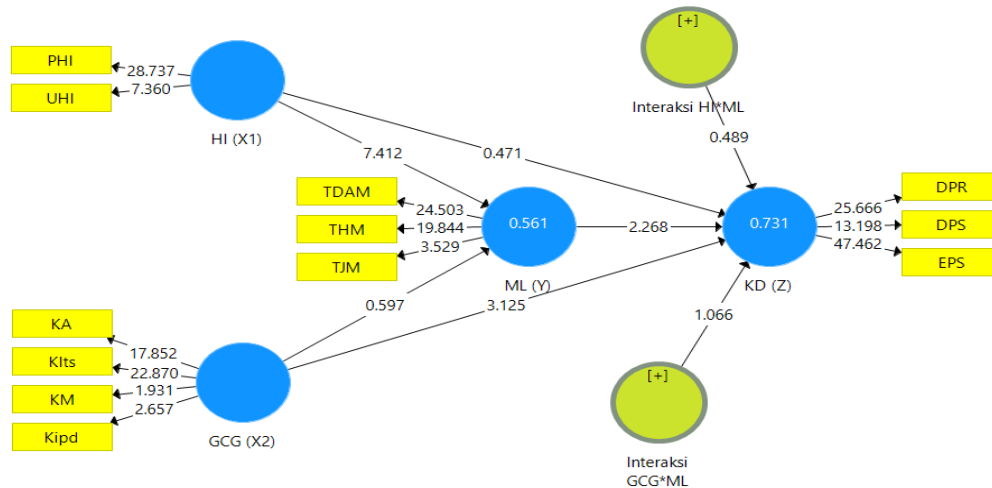 [+]
PHI
28.737
UHI
7.360
HI (X1)
Interaksi HI*ML
0.489
7.412
0.471
TDAM
24.503
THM
19.844
TJM
3.529
0.561
ML (Y)
2.268
0.731
KD (Z)
DPR
25.666
DPS
13.198
EPS
47.462
0.597
3.125
1.066
KA
17.852
Klts
22.870
KM
1.931
Kipd
2.657
GCG (X2)
[+]
Interaksi
GCG*ML